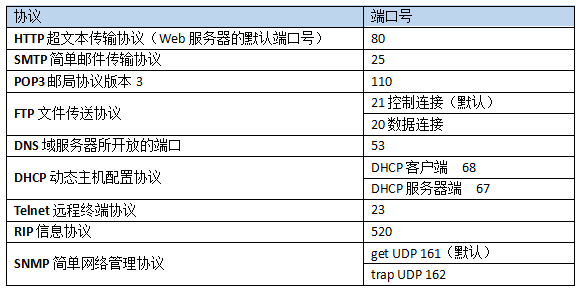 协议 端口号
HTTP 超文本传输协议（Web 服务器的默认端口号） 80
SMTP 简单邮件传输协议 25
POP3 邮局协议版本 3 110
FTP 文件传送协议 21 控制连接（默认）
20 数据连接
DNS 域服务器所开放的端口 53
DHCP 动态主机配置协议 DHCP 客户端 68
DHCP 服务器端 67
Telnet 远程终端协议 23
RIP 信息协议 520
SNMP 简单网络管理协议 get UDP 161（默认）
trap UDP 162